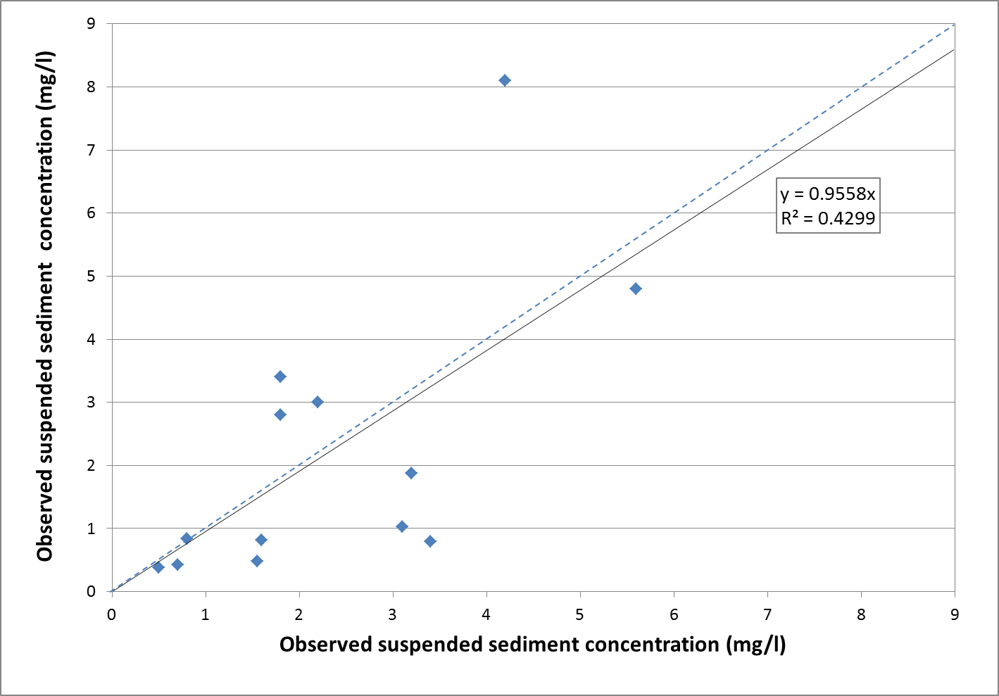 Observed suspended sediment concentration (mg/l)
9
8
7
6
5
4
3
2
1
0
y = 0.9558x
R² = 0.4299
0 1 2 3 4 5 6 7 8 9
Observed suspended sediment concentration (mg/l)